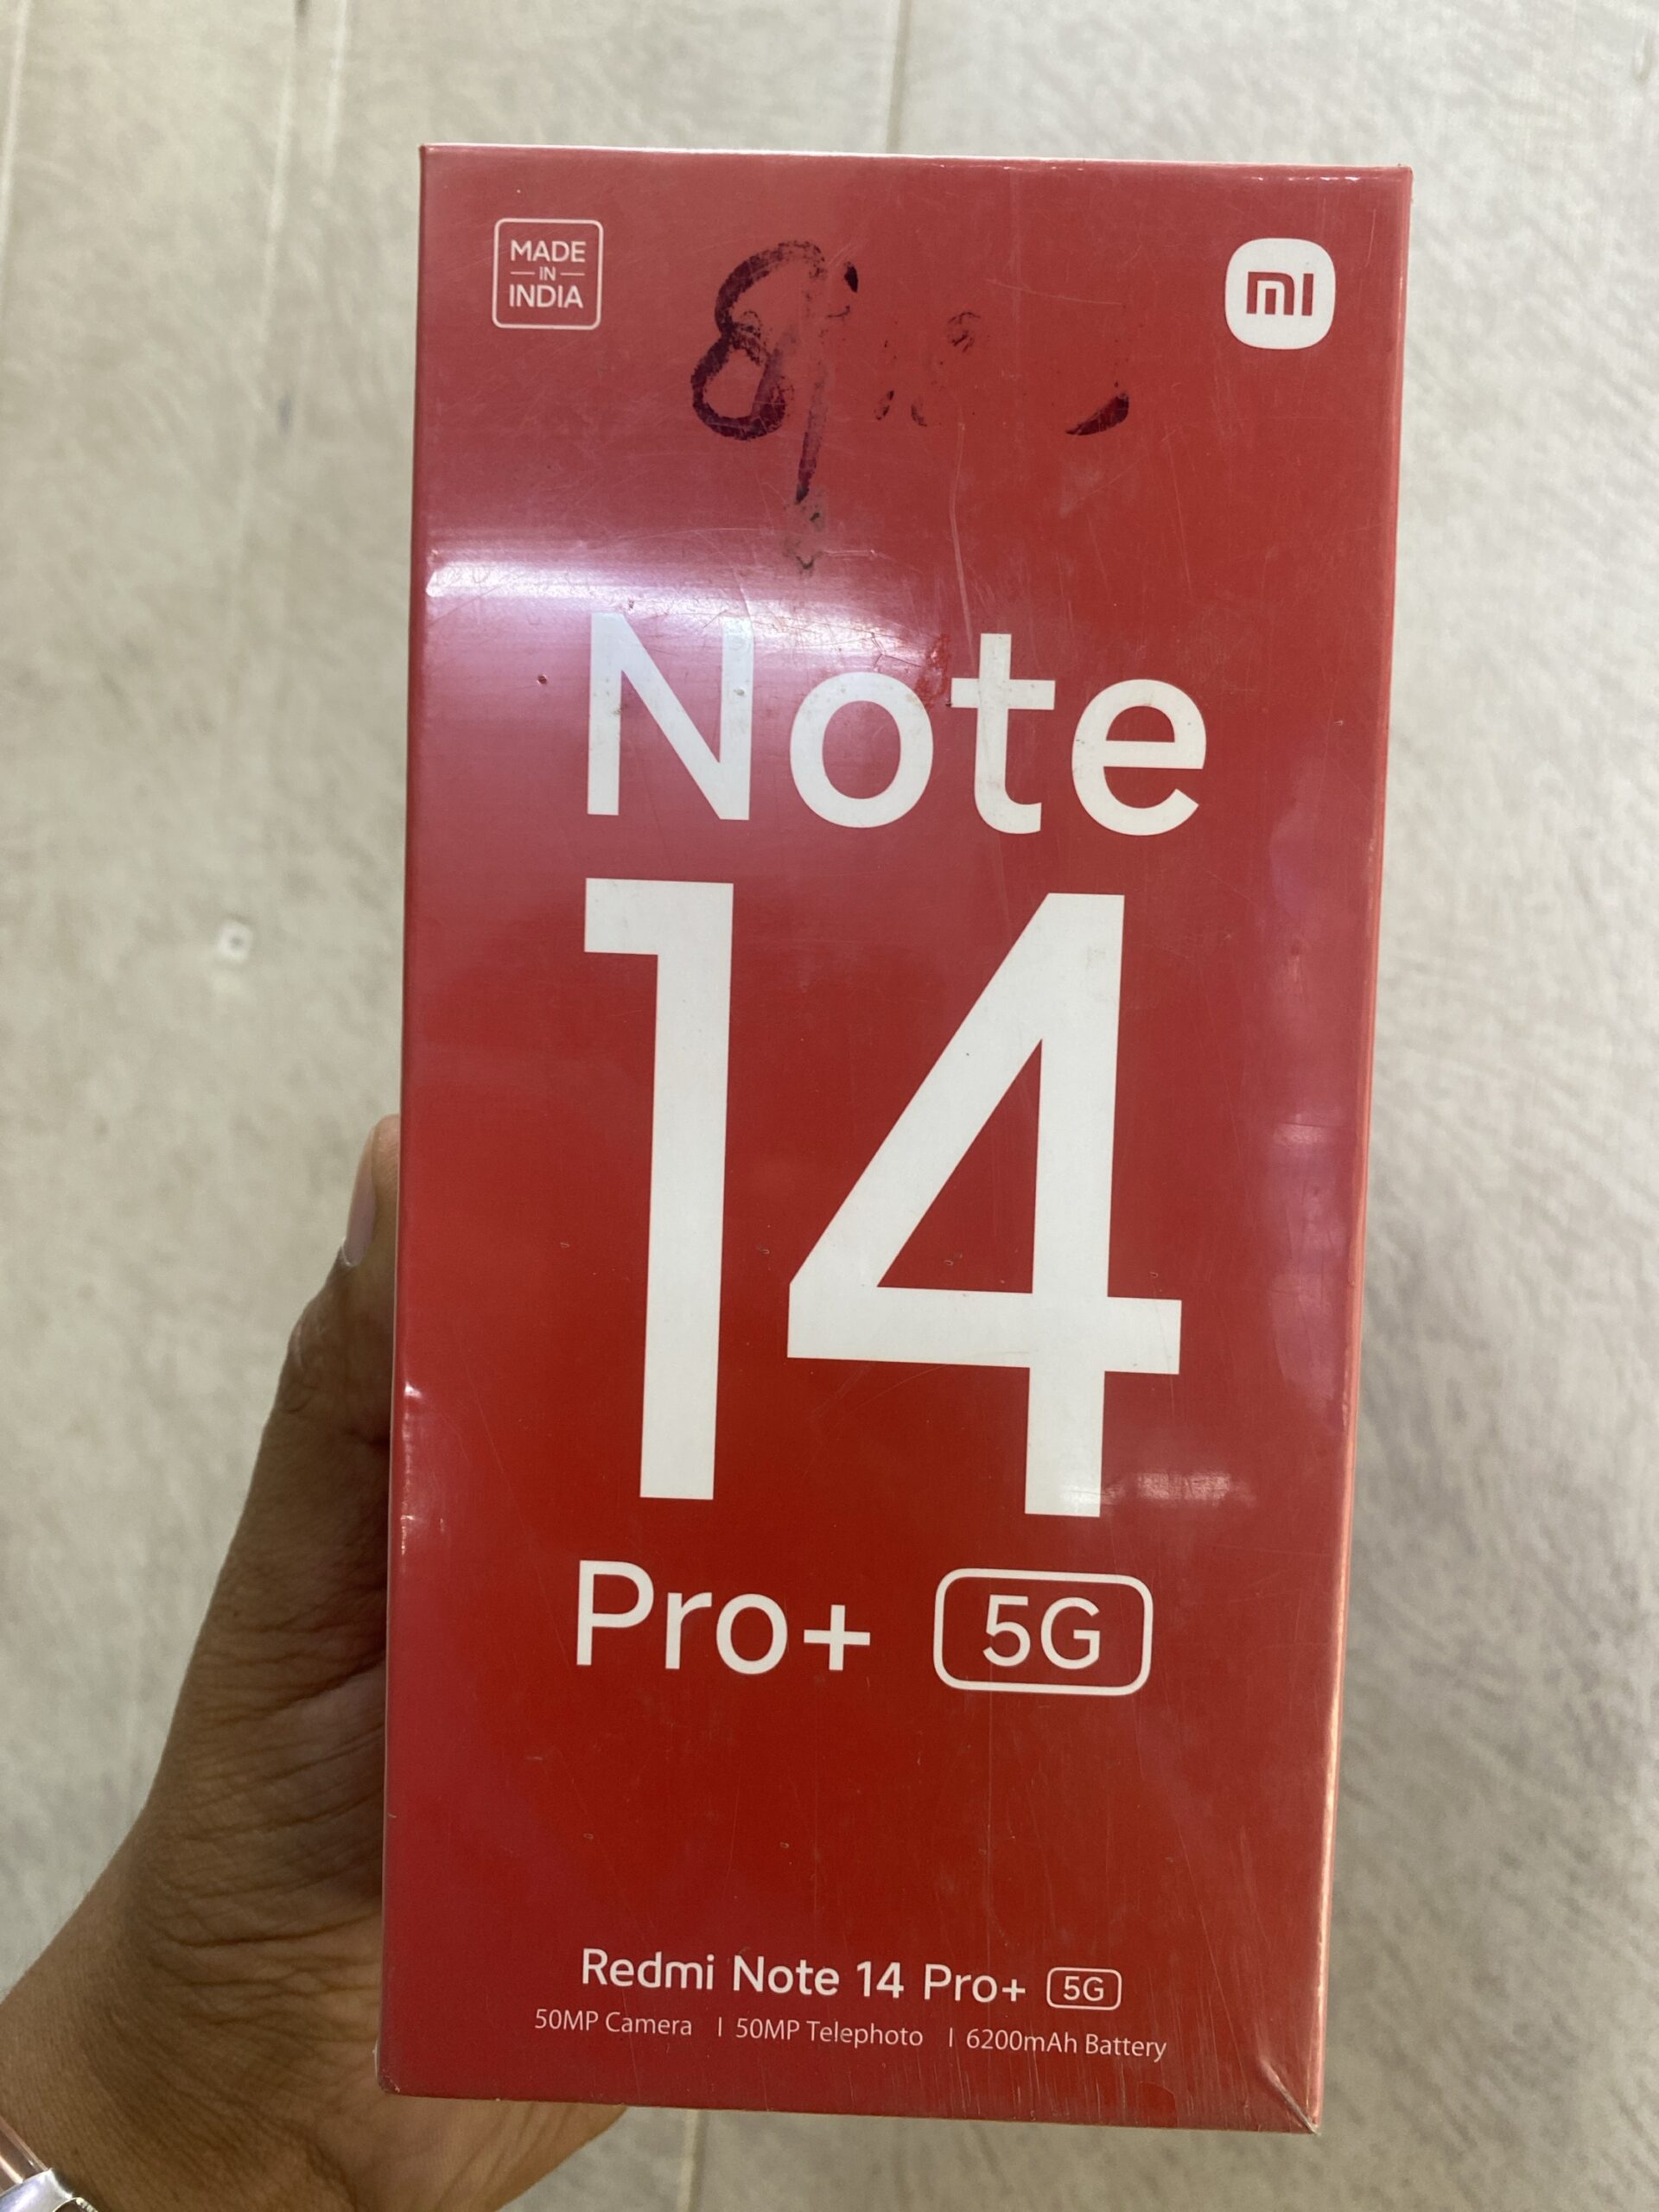 MADE
IN
INDIA
mi
Note
14
Pro+ 5G
Redmi Note 14 Pro+ 5G
50MP Camera | 50MP Telephoto | 6200mAh Battery